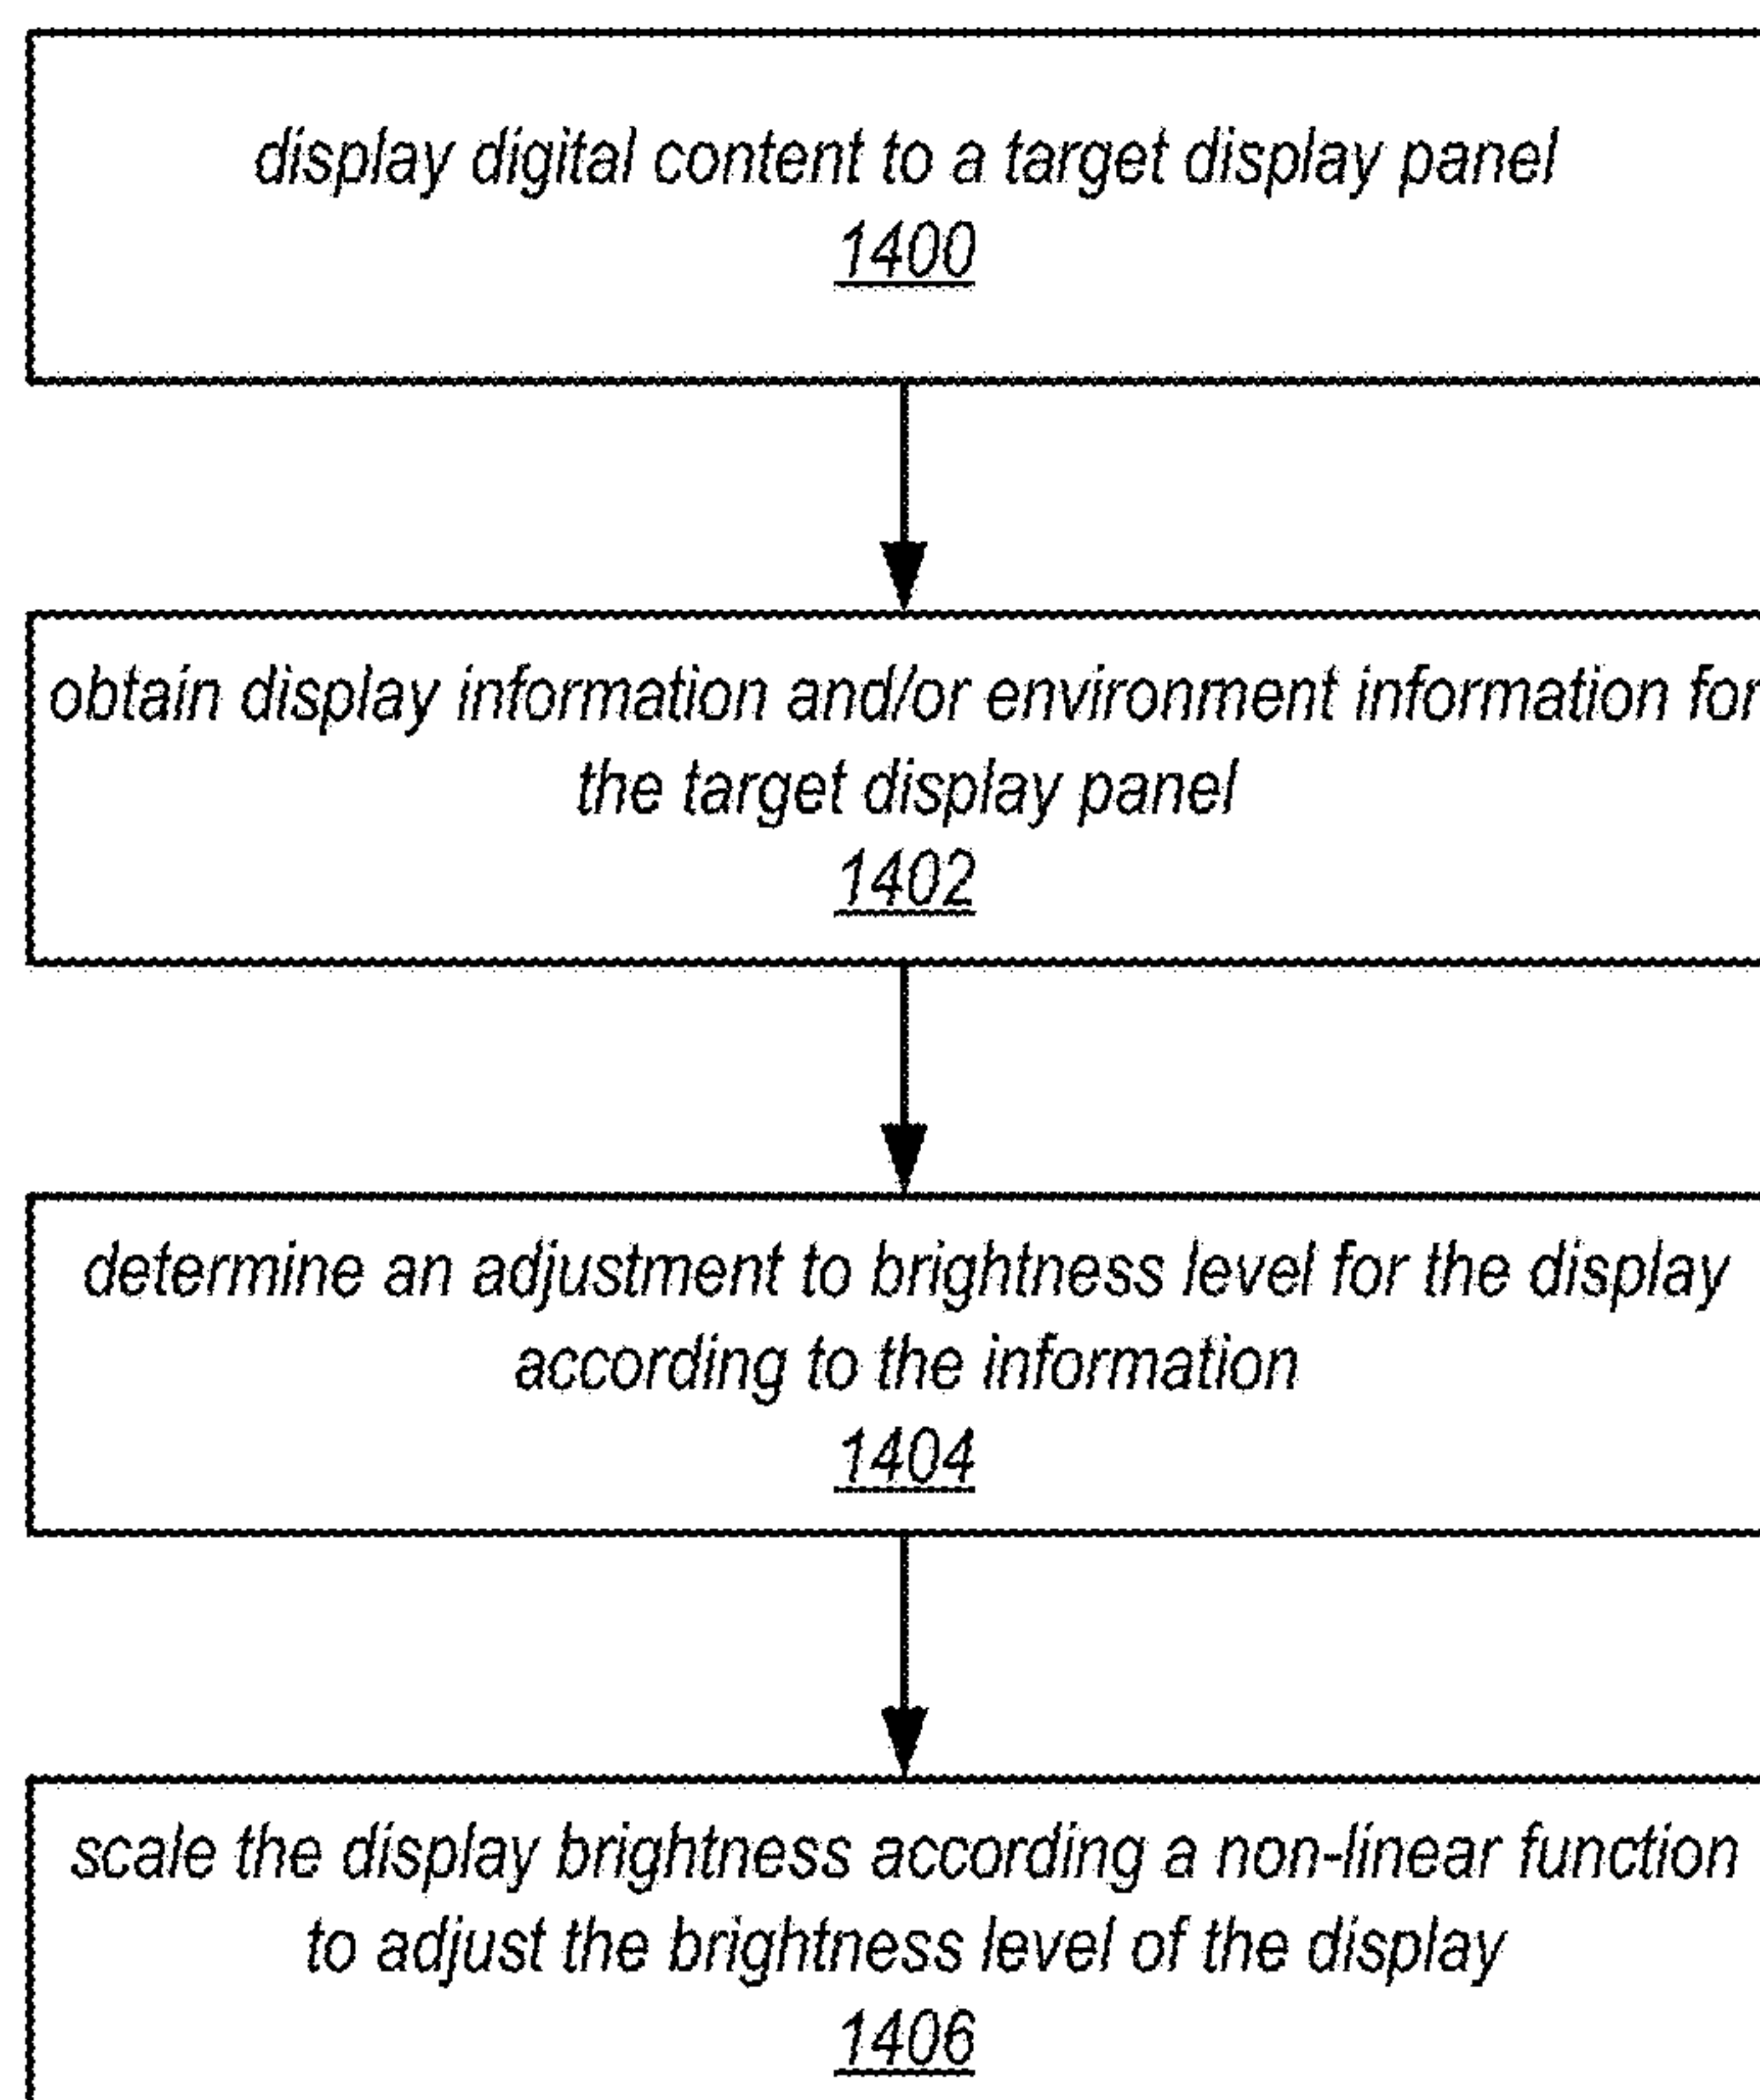 display digital content to a target display panel
1400
obtain display information and/or environment information for
the target display panel
1402
determine an adjustment to brightness level for the display
according to the information
1404
scale the display brightness according a non-linear function
to adjust the brightness level of the display
1406